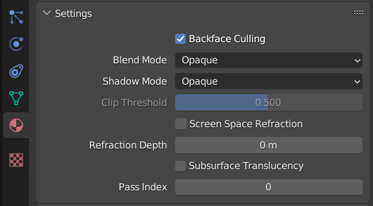 Settings
Backface Culling
Blend Mode Opaque
Shadow Mode Opaque
Clip Threshold 0.500
Screen Space Refraction
Refraction Depth 0 m
Subsurface Translucency
Pass Index 0